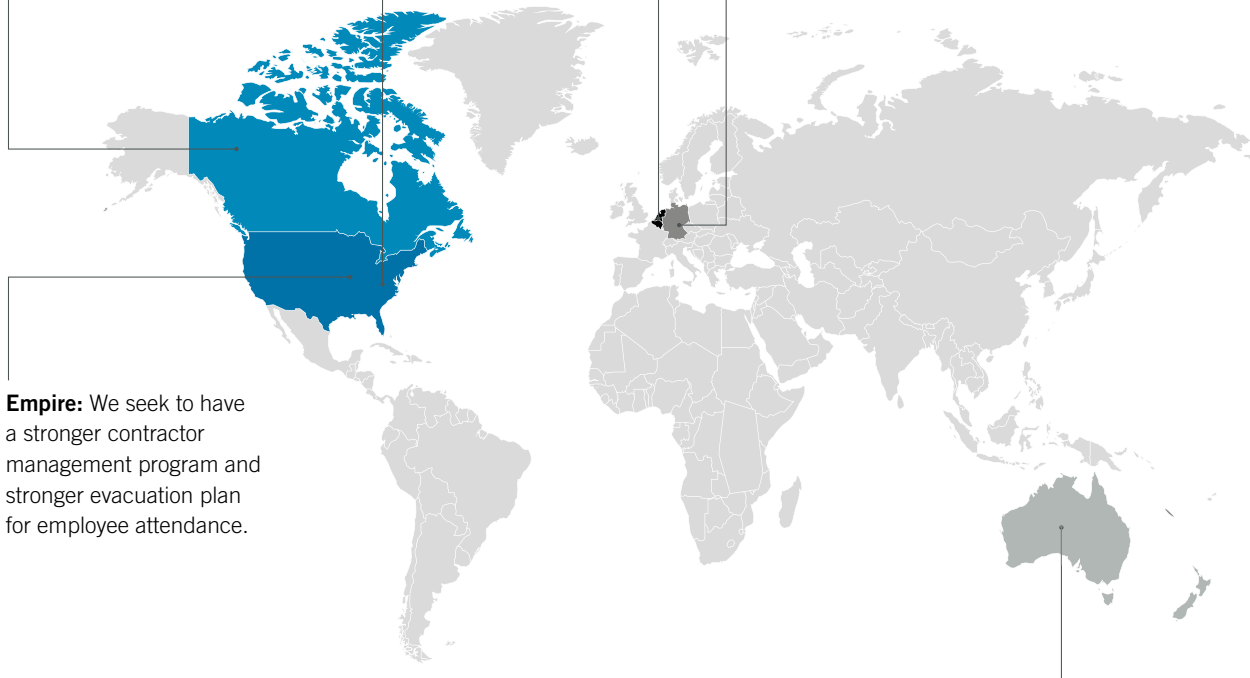 Empire: We seek to have
a stronger contractor
management program and
stronger evacuation plan
for employee attendance.